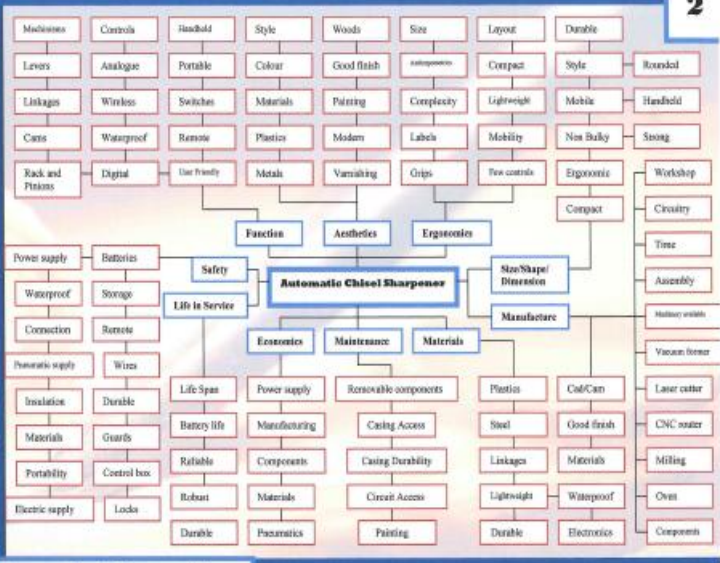 2
Mechanisms Controls Handheld Style Woods Size Layout Durable
Levers Analogue Portable Colour Good finish Anthropometrics Compact Style Rounded
Linkages Wireless Switches Materials Painting Complexity Lightweight Mobile Handheld
Cams Waterproof Remote Plastics Modern Labels Mobility Non Bulky Strong
Rack and Digital User Friendly Metals Varnishing Grips Few controls Ergonomic Workshop
Pinions
Compact Circuitry
Function Aesthetics Ergonomics
Time
Power supply Batteries
Safety Size/Shape/
Dimension
Automatic Chisel Sharpener Assembly
Waterproof Storage
Life in Service Manufacture Machinery available
Connection Remote
Economics Maintenance Materials
Vacuum former
Pneumatic supply Wires
Life Span Power supply Removable components Plastics Cad/Cam Laser cutter
Insulation Durable
Battery life Manufacturing Casing Access Steel Good finish CNC router
Materials Guards
Reliable Components Casing Durability Linkages Materials Milling
Portability Control box
Robust Materials Circuit Access Lightweight Waterproof Oven
Electric supply Locks
Durable Pneumatics Painting Durable Electronics Components